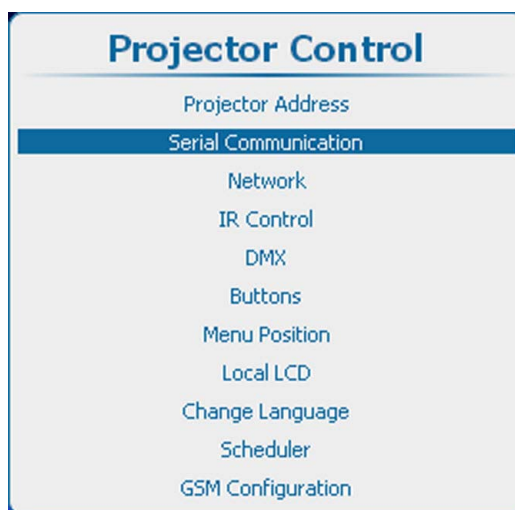 Projector Control
Projector Address
Serial Communication
Network
IR Control
DMX
Buttons
Menu Position
Local LCD
Change Language
Scheduler
GSM Configuration